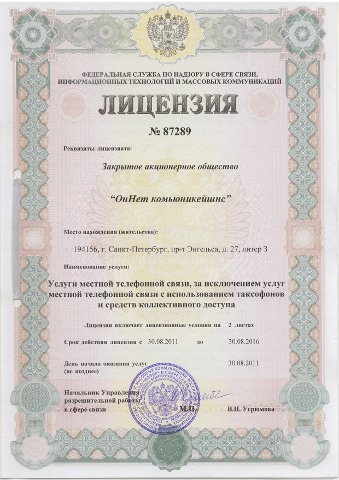 ФЕДЕРАЛЬНАЯ СЛУЖБА ПО НАДЗОРУ В СФЕРЕ СВЯЗИ,
ИНФОРМАЦИОННЫХ ТЕХНОЛОГИЙ И МАССОВЫХ КОММУНИКАЦИЙ
ЛИЦЕНЗИЯ
№ 87289
Реквизиты лицензиата:
Закрытое акционерное общество
"ОпНет комьюникейшнс"
Место нахождения (жительства):
194156, г. Санкт-Петербург, пр-т Энгельса, д. 27, литер З
Наименование услуги:
Услуги местной телефонной связи, за исключением услуг
местной телефонной связи с использованием таксофонов
и средств коллективного доступа
Лицензия включает лицензионные условия на 2 листах
Срок действия лицензии с 30.08.2011 по 30.08.2016
День начала оказания услуг 30.08.2011
(не позднее)
Начальник Управления
разрешительной работы
в сфере связи М.П. В.Н. Угрюмова